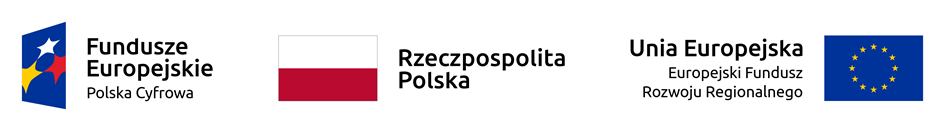 Fundusze
Europejskie
Polska Cyfrowa
Rzeczpospolita
Polska
Unia Europejska
Europejski Fundusz
Rozwoju Regionalnego